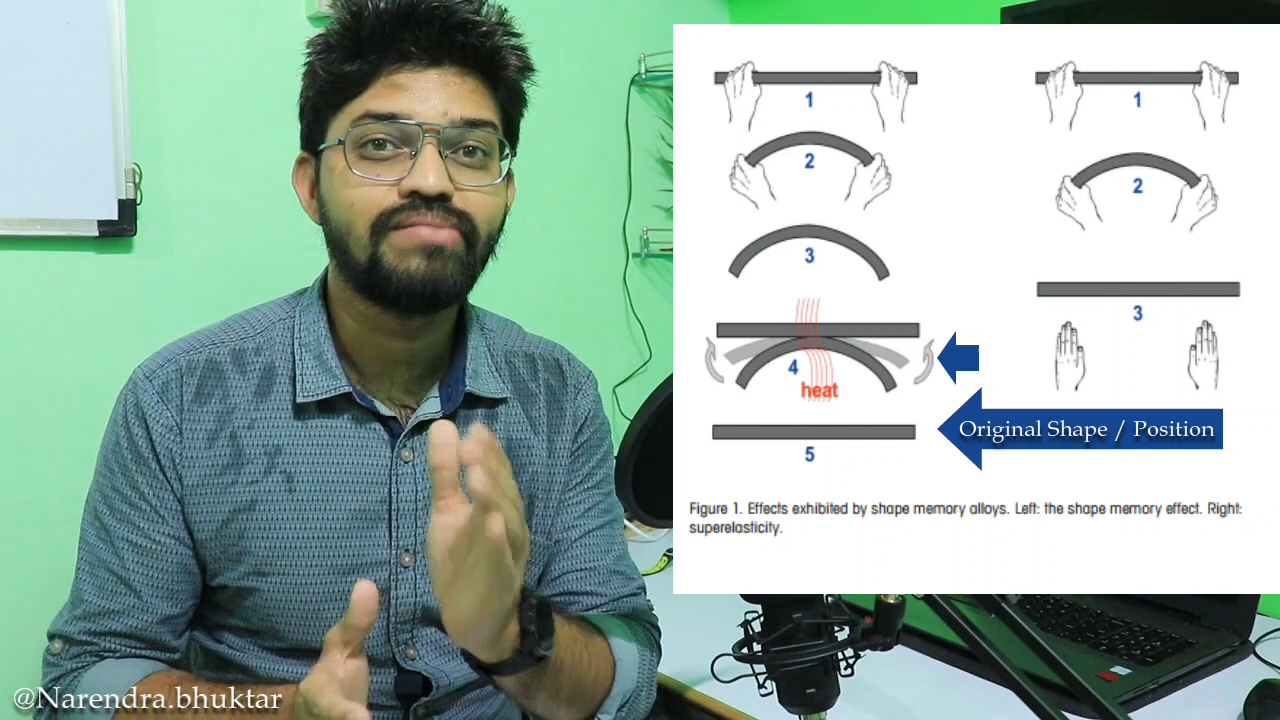 1
1
2
2
3
3
4
heat
Original Shape / Position
5
Figure 1. Effects exhibited by shape memory alloys. Left: the shape memory effect. Right:
superelasticity.
@Narendra.bhuktar